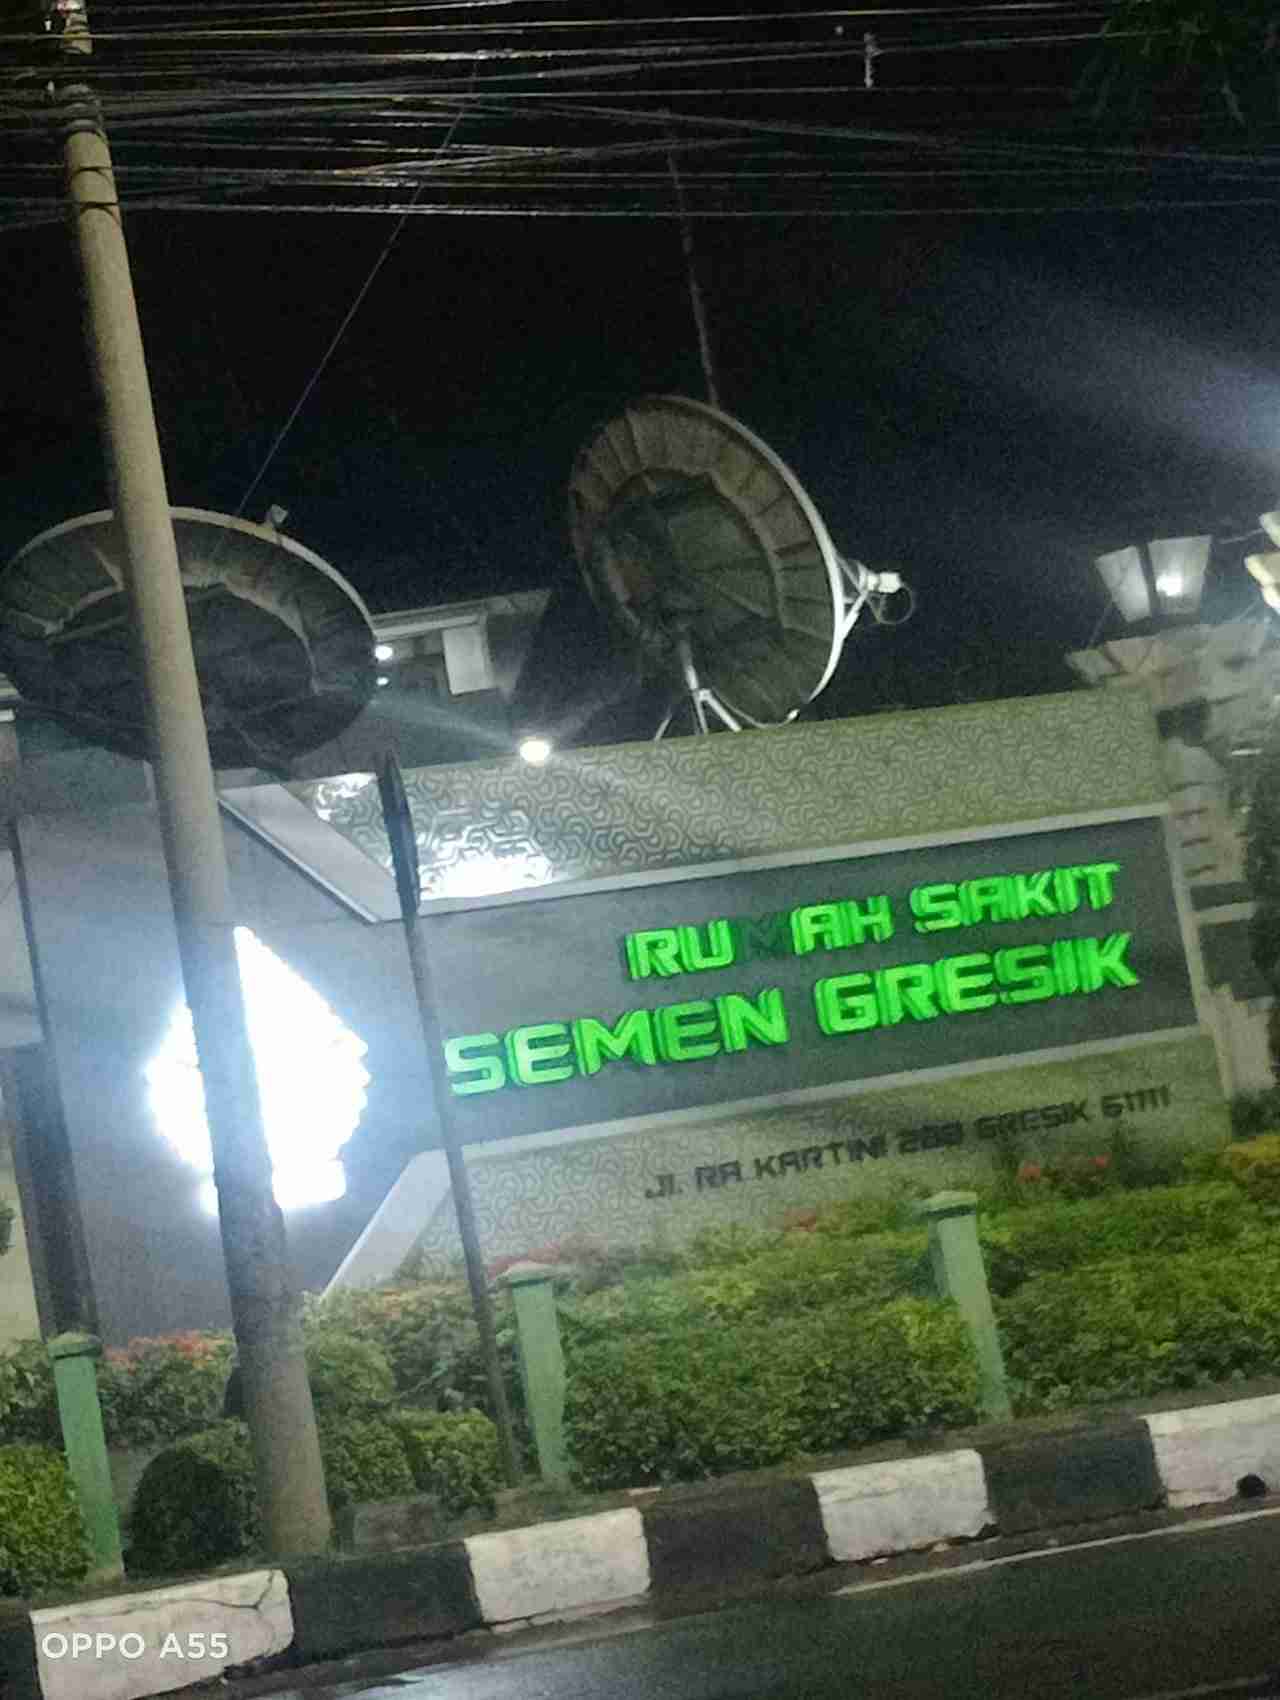 RUMAH SAKIT
SEMEN GRESIK
Jl. RA. KARTINI 280 GRESIK 61111
OPPO A55